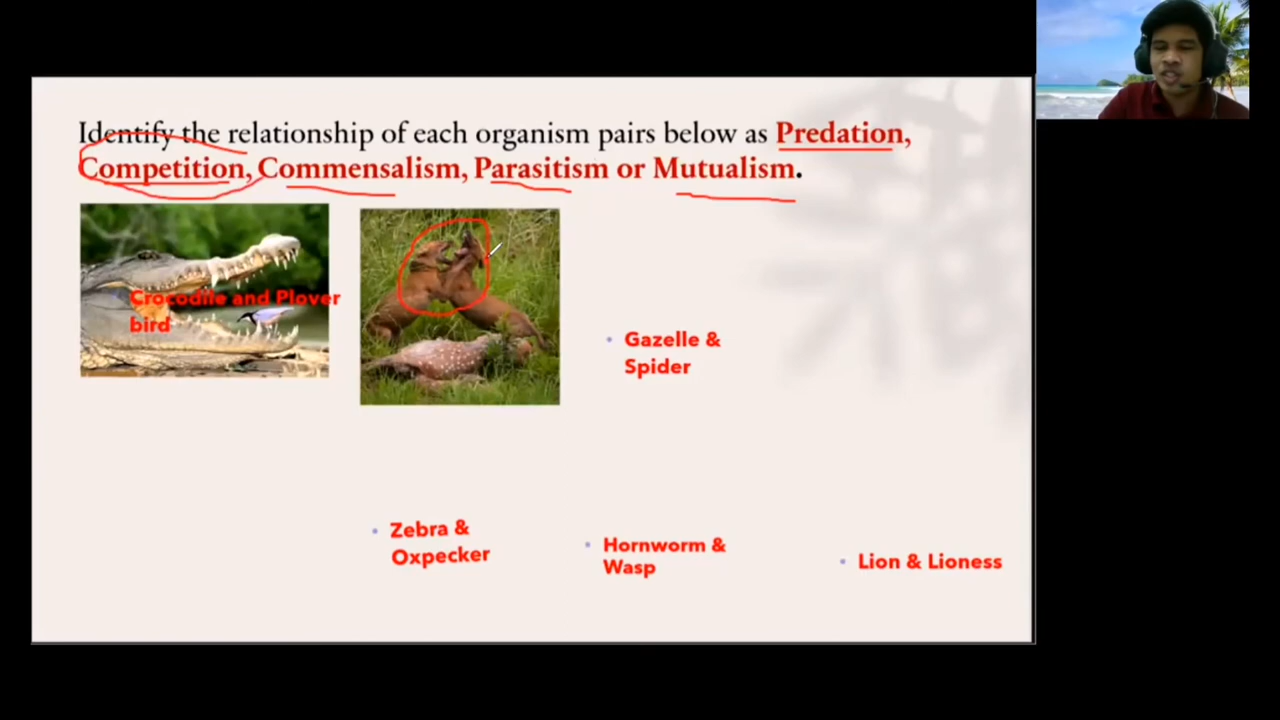 Identify the relationship of each organism pairs below as Predation,
Competition, Commensalism, Parasitism or Mutualism.
Crocodile and Plover
bird
• Gazelle &
Spider
• Zebra &
Oxpecker
• Hornworm &
Wasp
• Lion & Lioness